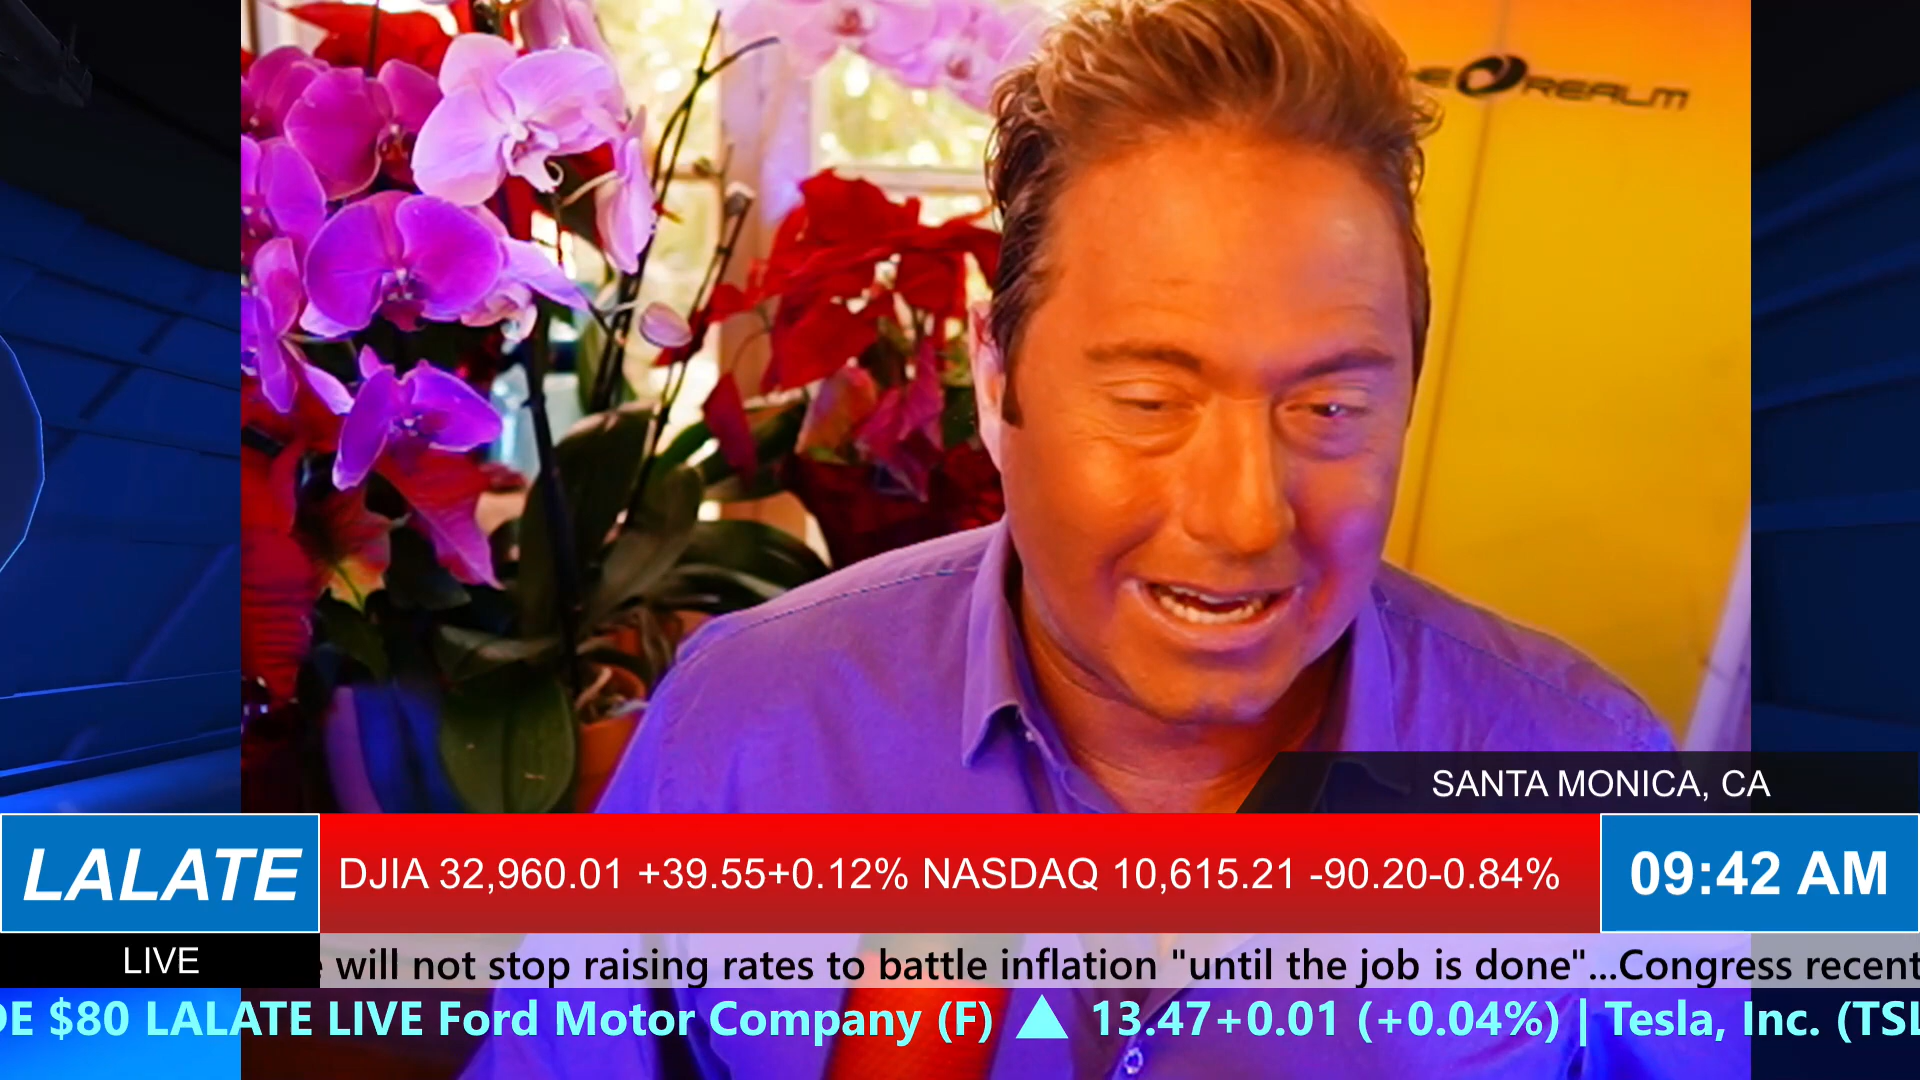 REALM
SANTA MONICA, CA
LALATE
DJIA 32,960.01 +39.55+0.12% NASDAQ 10,615.21 -90.20-0.84%
09:42 AM
LIVE
will not stop raising rates to battle inflation "until the job is done"...Congress recent
$80 LALATE LIVE Ford Motor Company (F) ▲ 13.47+0.01 (+0.04%) | Tesla, Inc. (TSL